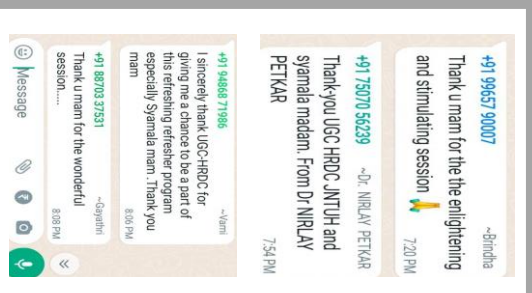 +91 99657 90007 ~Brindha
Thank u mam for the the enlightening
and stimulating session 🙏
7:20 PM
+91 75070 56239 ~Dr. NIRLAY PETKAR
Thank-you UGC HRDC JNTUH and
syamala madam. From Dr NIRLAY
PETKAR
7:54 PM
+91 94868 71986 ~Varni
I sincerely thank UGC-HRDC for
giving me a chance to be a part of
this refreshing refresher program
especially Syamala mam . Thank you
mam
8:06 PM
+91 88703 37531 ~Gayathri
Thank u mam for the wonderful
session.....
8:08 PM
Message